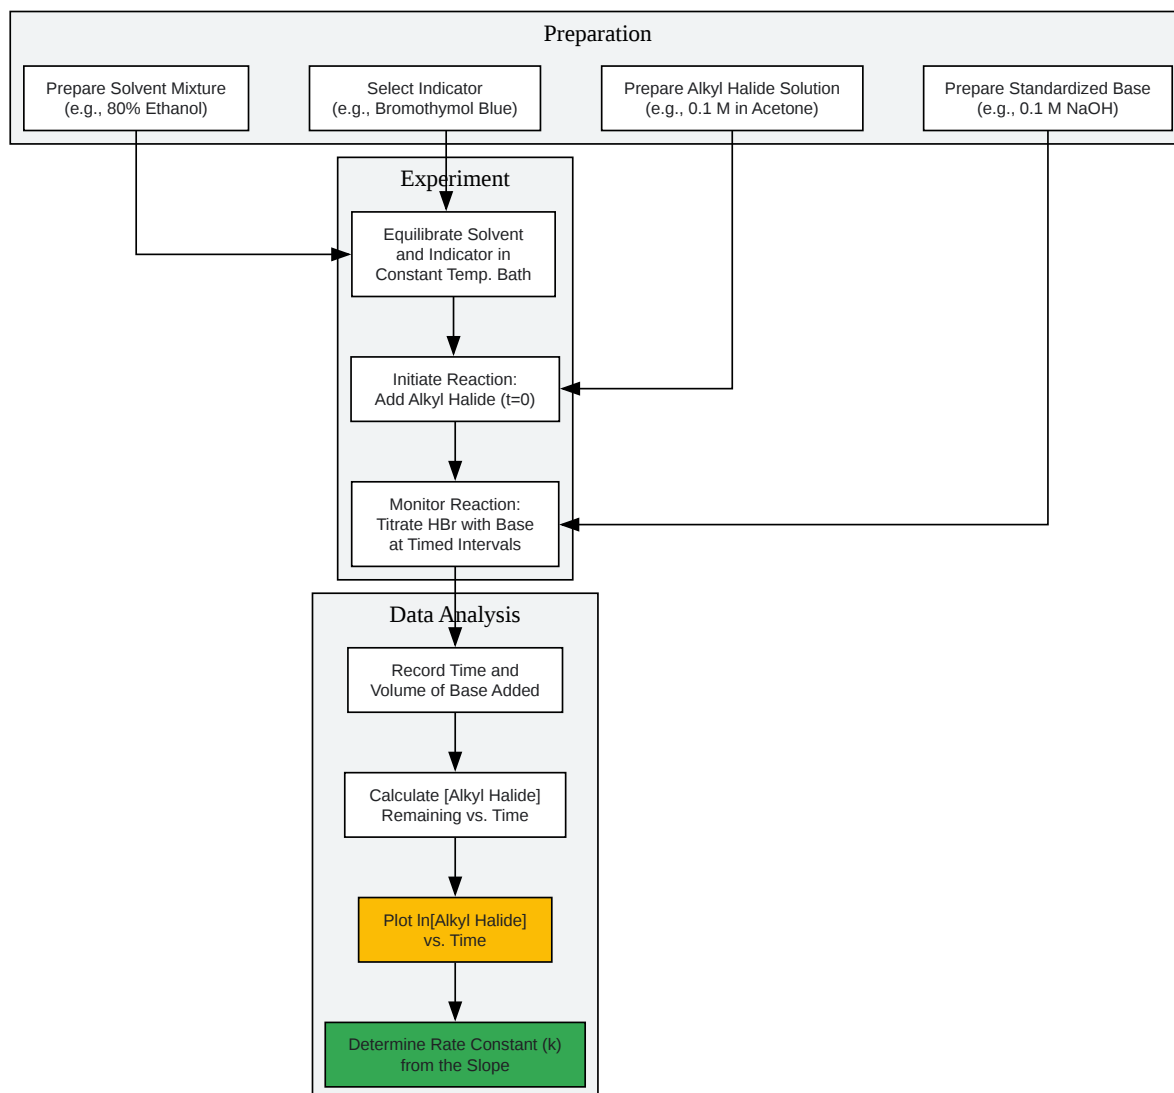 Preparation
Prepare Solvent Mixture
(e.g., 80% Ethanol)
Select Indicator
(e.g., Bromothymol Blue)
Prepare Alkyl Halide Solution
(e.g., 0.1 M in Acetone)
Prepare Standardized Base
(e.g., 0.1 M NaOH)
Experiment
Equilibrate Solvent
and Indicator in
Constant Temp. Bath
Initiate Reaction:
Add Alkyl Halide (t=0)
Monitor Reaction:
Titrate HBr with Base
at Timed Intervals
Data Analysis
Record Time and
Volume of Base Added
Calculate [Alkyl Halide]
Remaining vs. Time
Plot ln[Alkyl Halide]
vs. Time
Determine Rate Constant (k)
from the Slope